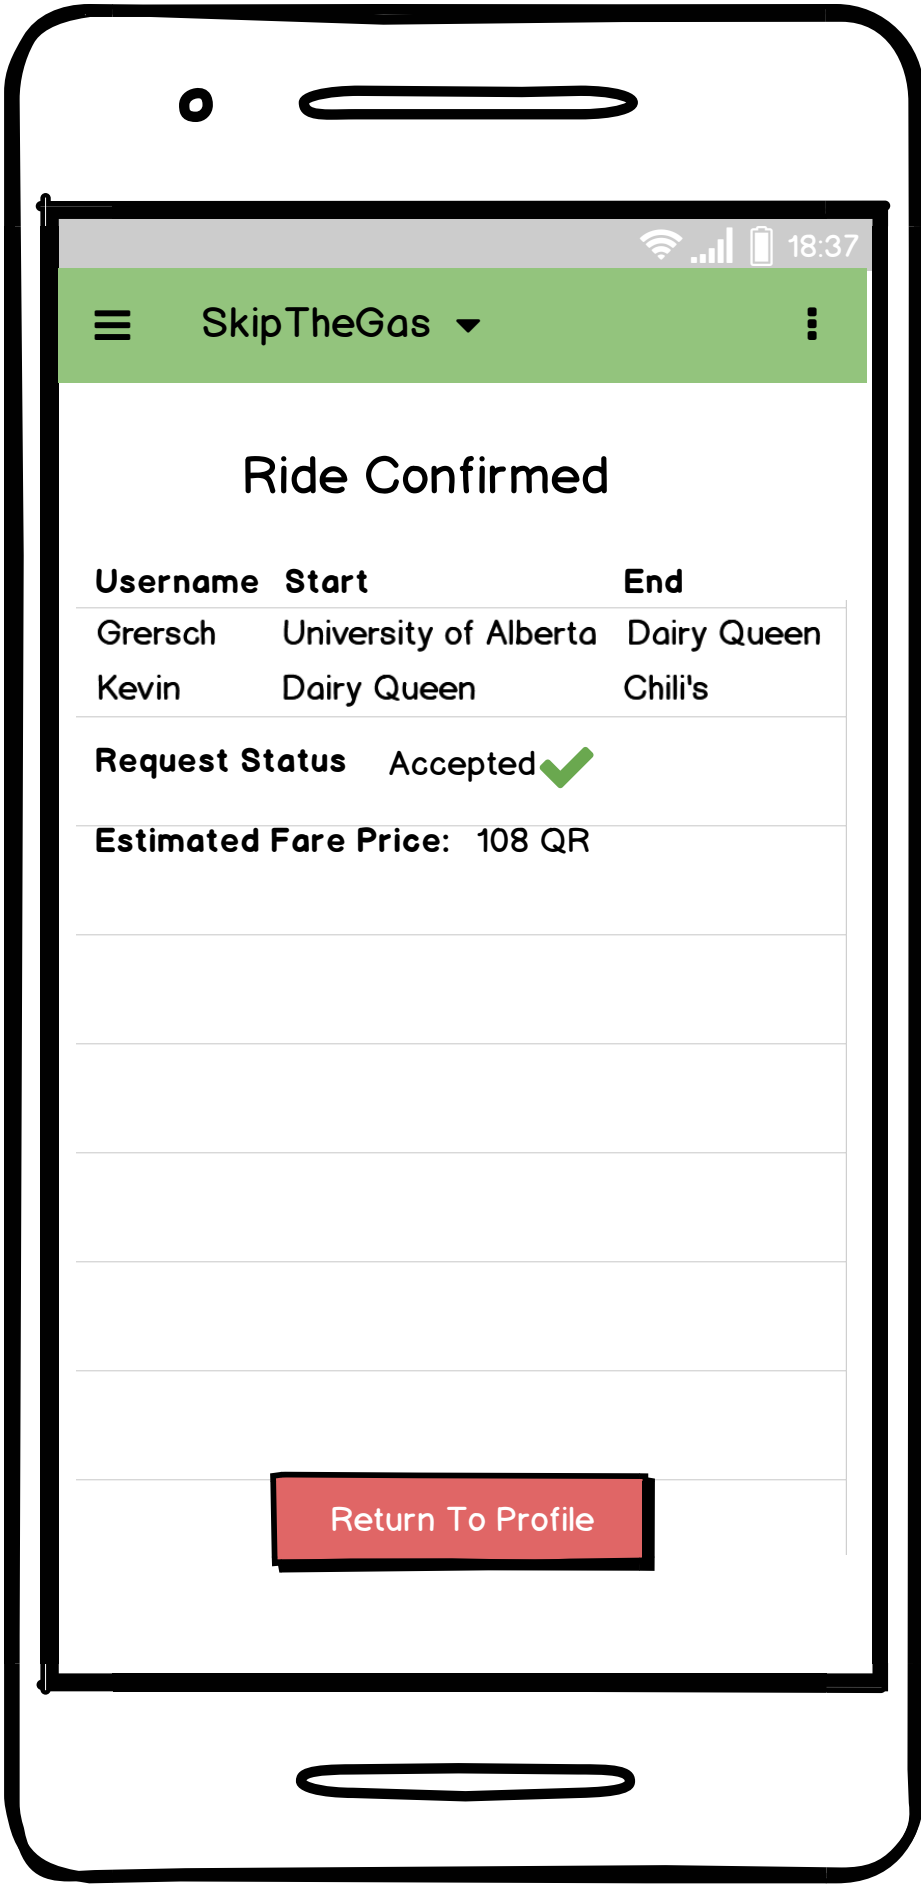 18:37
SkipTheGas
Ride Confirmed
Username Start End
Grersch University of Alberta Dairy Queen
Kevin Dairy Queen Chili's
Request Status Accepted
Estimated Fare Price: 108 QR
Return To Profile